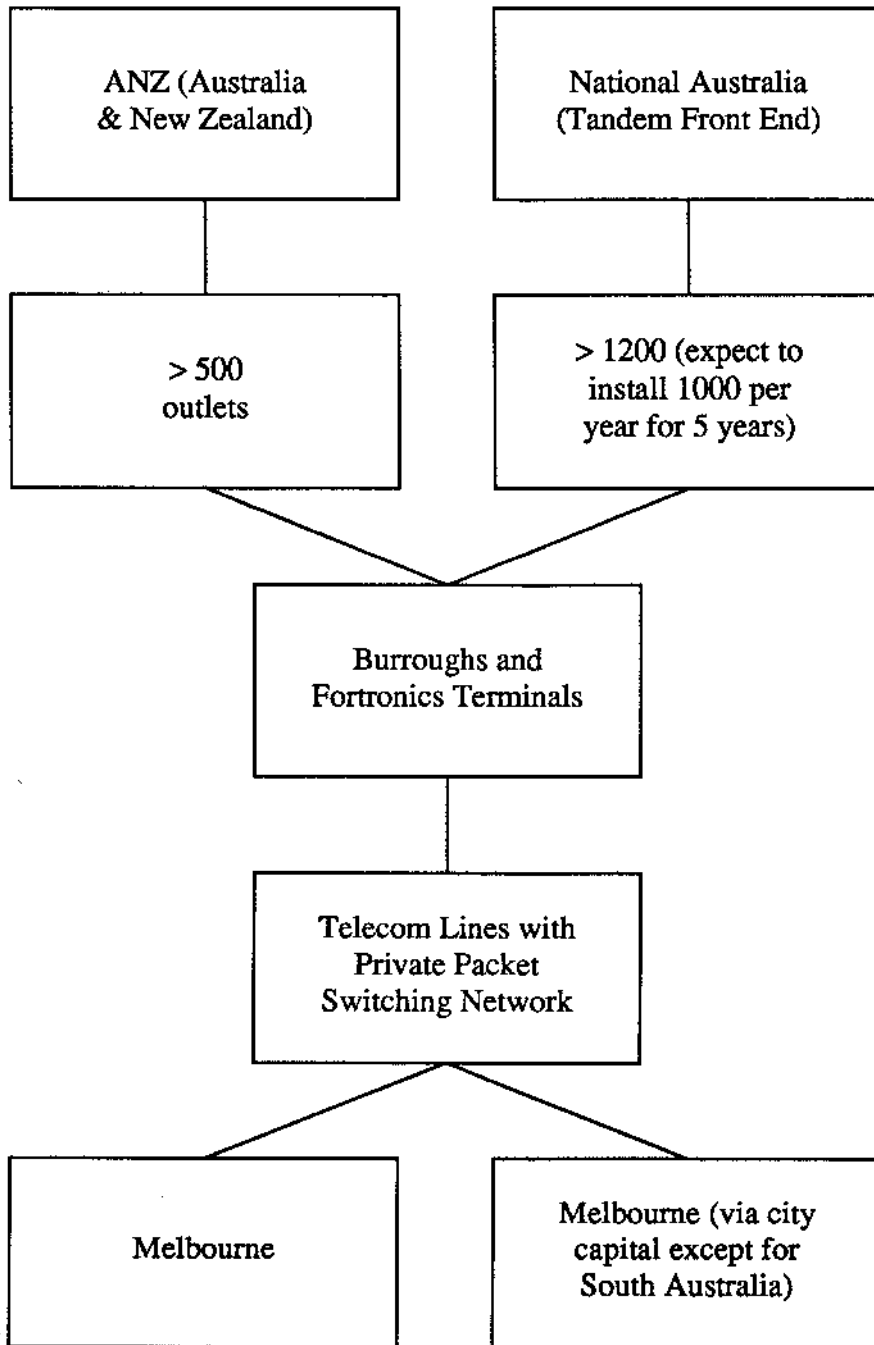 ANZ (Australia
& New Zealand)
National Australia
(Tandem Front End)
> 500
outlets
> 1200 (expect to
install 1000 per
year for 5 years)
Burroughs and
Fortronics Terminals
Telecom Lines with
Private Packet
Switching Network
Melbourne
Melbourne (via city
capital except for
South Australia)